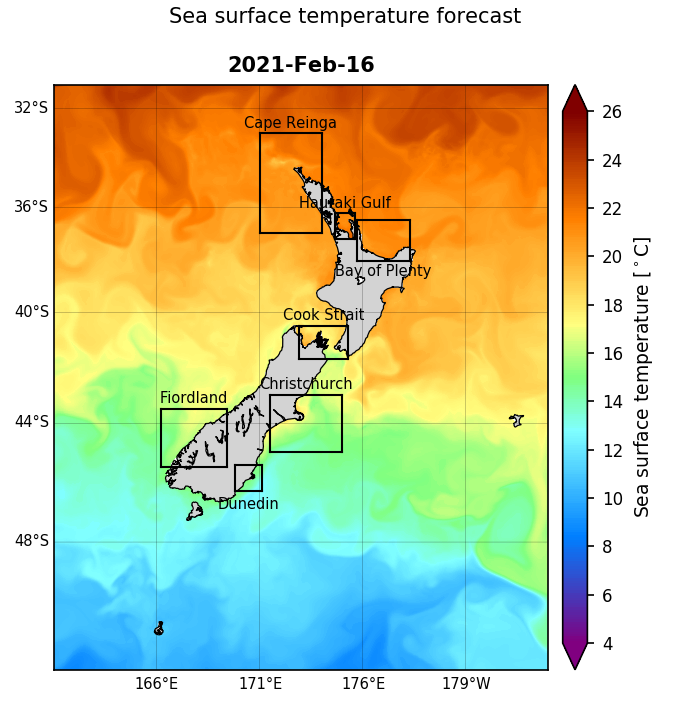 Sea surface temperature forecast
2021-Feb-16
32°S
36°S
40°S
44°S
48°S
Cape Reinga
Hauraki Gulf
Bay of Plenty
Cook Strait
Christchurch
Fiordland
Dunedin
166°E
171°E
176°E
179°W
26
24
22
20
18
16
14
12
10
8
6
4
Sea surface temperature [°C]